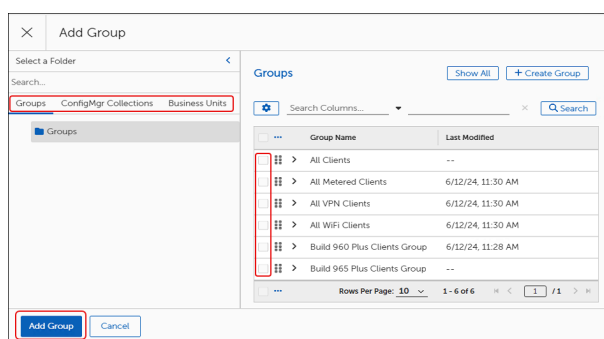 Add Group
Select a Folder
Search...
Groups ConfigMgr Collections Business Units
Groups
Groups Show All + Create Group
Search Columns... Search
Group Name Last Modified
All Clients --
All Metered Clients 6/12/24, 11:30 AM
All VPN Clients 6/12/24, 11:30 AM
All WiFi Clients 6/12/24, 11:30 AM
Build 960 Plus Clients Group 6/12/24, 11:28 AM
Build 965 Plus Clients Group --
Rows Per Page: 10 1 - 6 of 6 1 / 1
Add Group Cancel